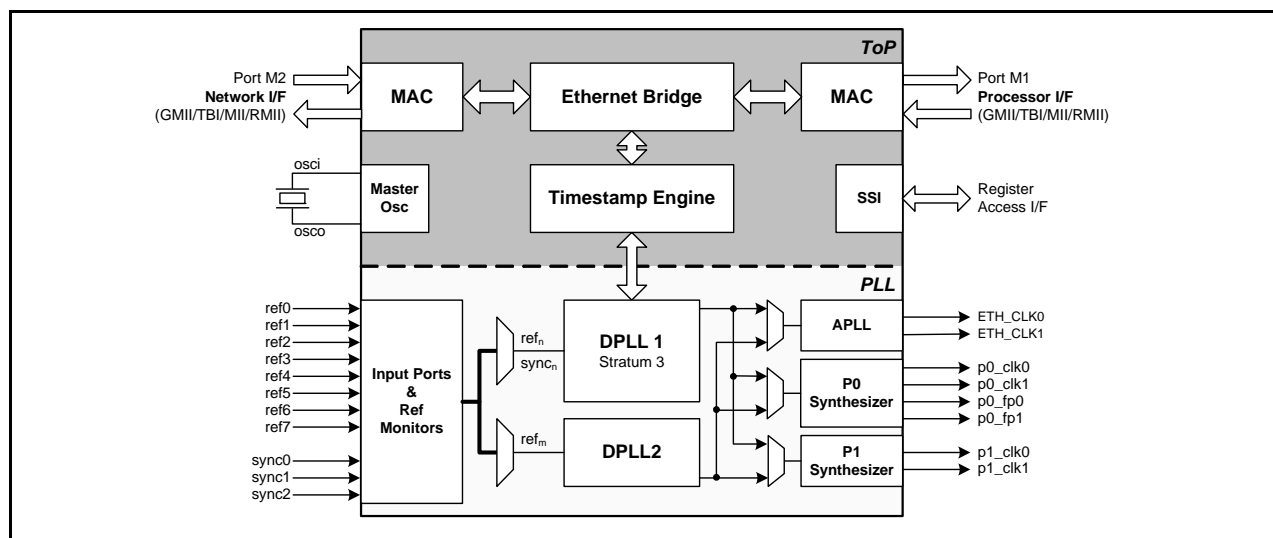 ToP
Port M2
Network I/F
(GMII/TBI/MII/RMII)
MAC
Ethernet Bridge
MAC
Port M1
Processor I/F
(GMII/TBI/MII/RMII)
osci
osco
Master
Osc
Timestamp Engine
SSI
Register
Access I/F
PLL
ref0
ref1
ref2
ref3
ref4
ref5
ref6
ref7
sync0
sync1
sync2
Input Ports
&
Ref
Monitors
refn
syncn
refm
DPLL 1
Stratum 3
DPLL2
APLL
P0
Synthesizer
P1
Synthesizer
ETH_CLK0
ETH_CLK1
p0_clk0
p0_clk1
p0_fp0
p0_fp1
p1_clk0
p1_clk1